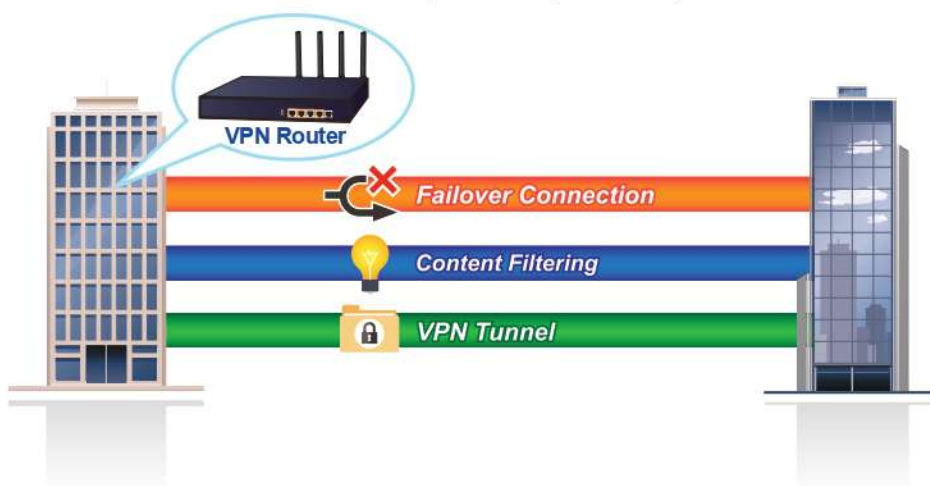 VPN Router
Failover Connection
Content Filtering
VPN Tunnel